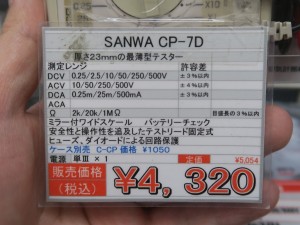 SANWA CP-7D
厚さ23mmの最薄型テスター
測定レンジ 許容差
DCV 0.25/2.5/10/50/250/500V ±3%以内
ACV 10/50/250/500V ±4%以内
DCA 0.25m/25m/500mA ±3%以内
ACA
Ω 2k/20k/1MΩ 目盛長の3%以内
ミラー付ワイドスケール バッテリーチェック
安全性と操作性を追及したテストリード固定式
ヒューズ、ダイオードによる回路保護
ケース別売 C-CP 価格 ¥1050
電源 単Ⅲ×1 定価 ¥5,054
販売価格
(税込) ¥4,320